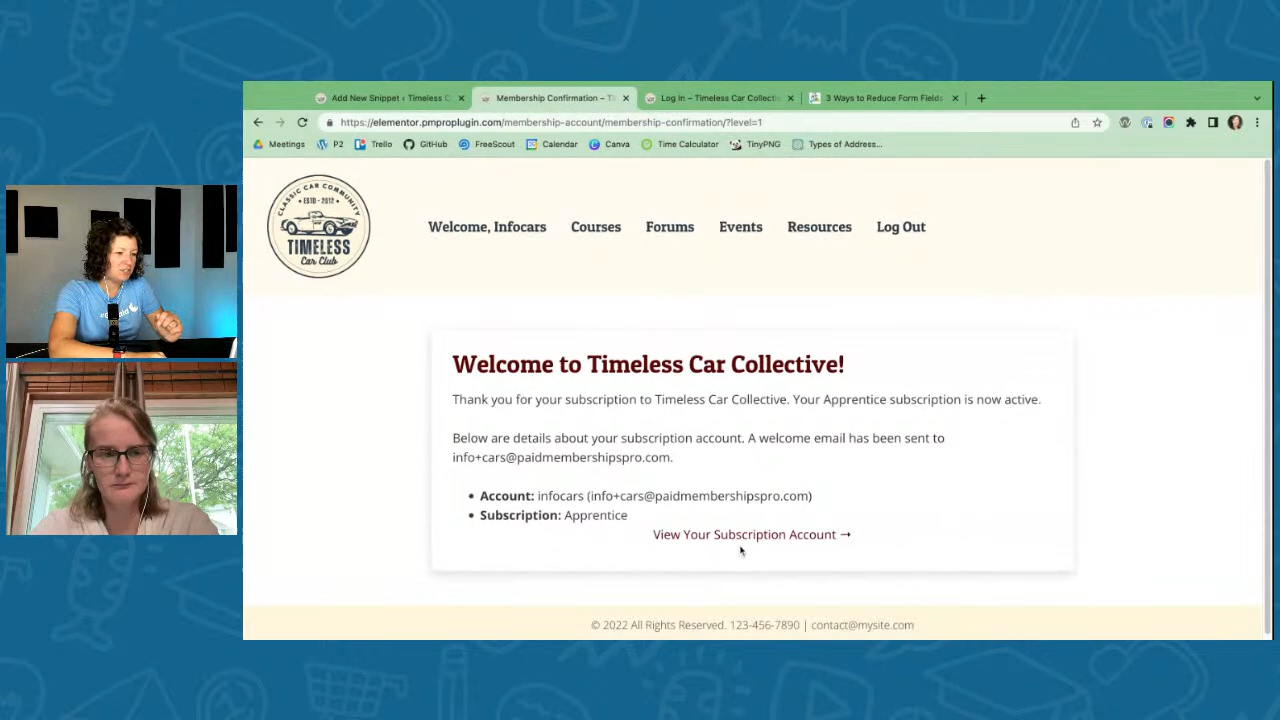 Add New Snippet ‹ Timeless C
Membership Confirmation – Ti
Log In – Timeless Car Collecti
3 Ways to Reduce Form Fields
https://elementor.pmproplugin.com/membership-account/membership-confirmation/?level=1
Meetings
P2
Trello
GitHub
FreeScout
Calendar
Canva
Time Calculator
TinyPNG
Types of Address...
CLASSIC CAR COMMUNITY
• ESTD - 2012 •
TIMELESS
Car Club
Welcome, Infocars
Courses
Forums
Events
Resources
Log Out
Welcome to Timeless Car Collective!
Thank you for your subscription to Timeless Car Collective. Your Apprentice subscription is now active.
Below are details about your subscription account. A welcome email has been sent to
info+cars@paidmembershipspro.com.
• Account: infocars (info+cars@paidmembershipspro.com)
• Subscription: Apprentice
View Your Subscription Account →
© 2022 All Rights Reserved. 123-456-7890 | contact@mysite.com